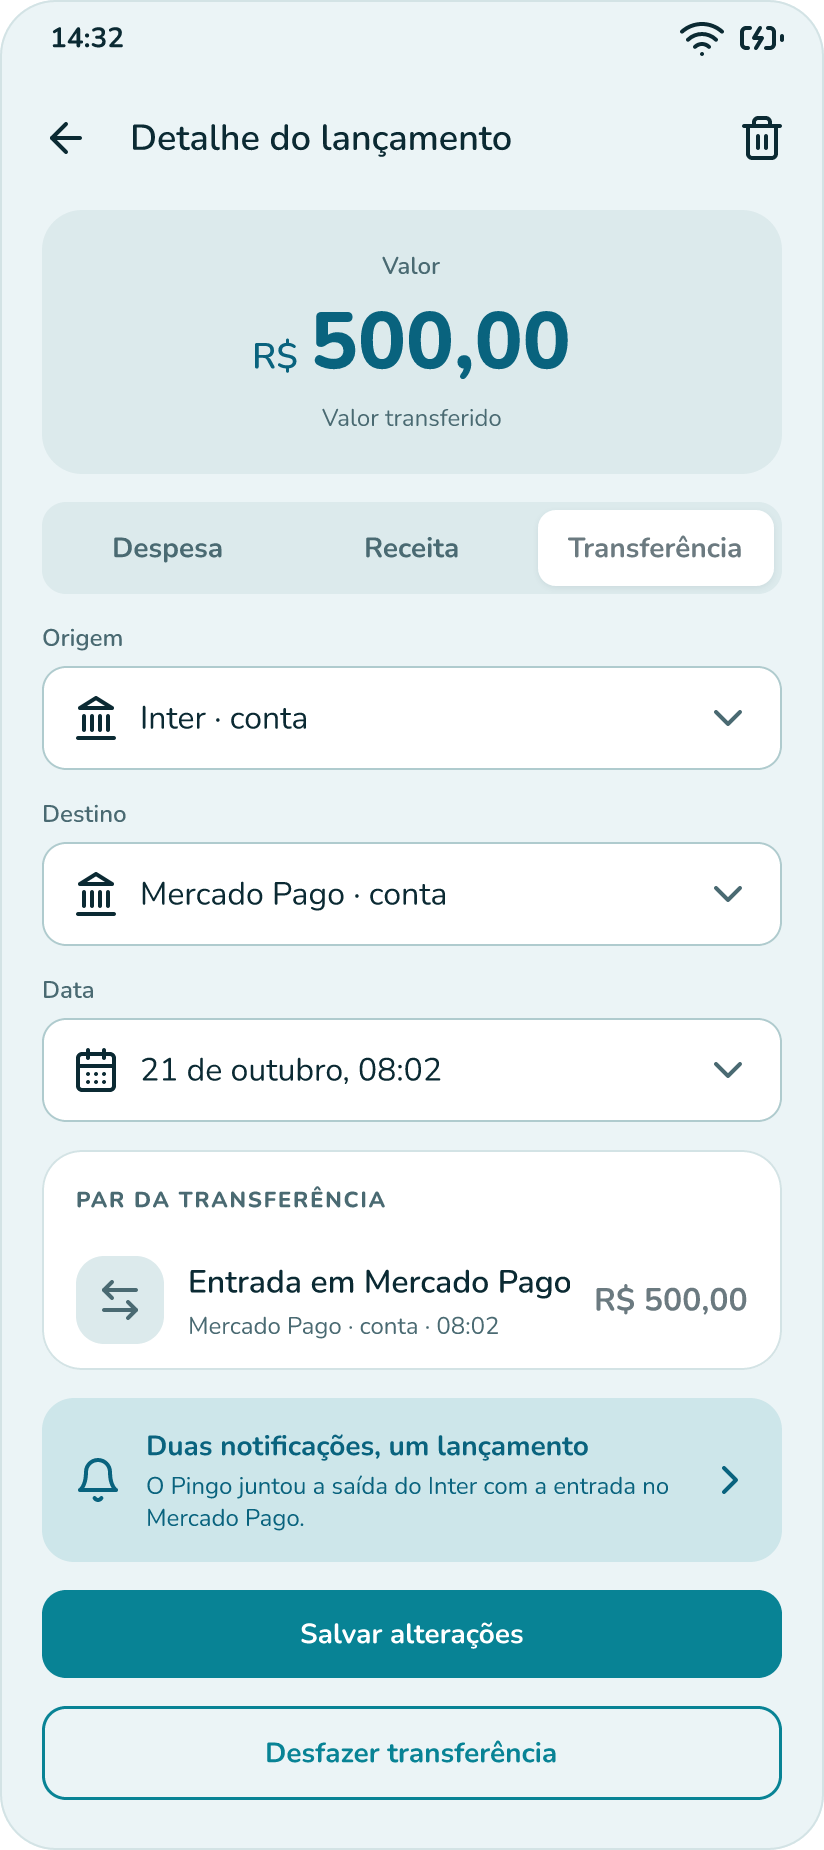 14:32
Detalhe do lançamento
Valor
R$ 500,00
Valor transferido
Despesa
Receita
Transferência
Origem
Inter · conta
Destino
Mercado Pago · conta
Data
21 de outubro, 08:02
PAR DA TRANSFERÊNCIA
Entrada em Mercado Pago
R$ 500,00
Mercado Pago · conta · 08:02
Duas notificações, um lançamento
O Pingo juntou a saída do Inter com a entrada no
Mercado Pago.
Salvar alterações
Desfazer transferência